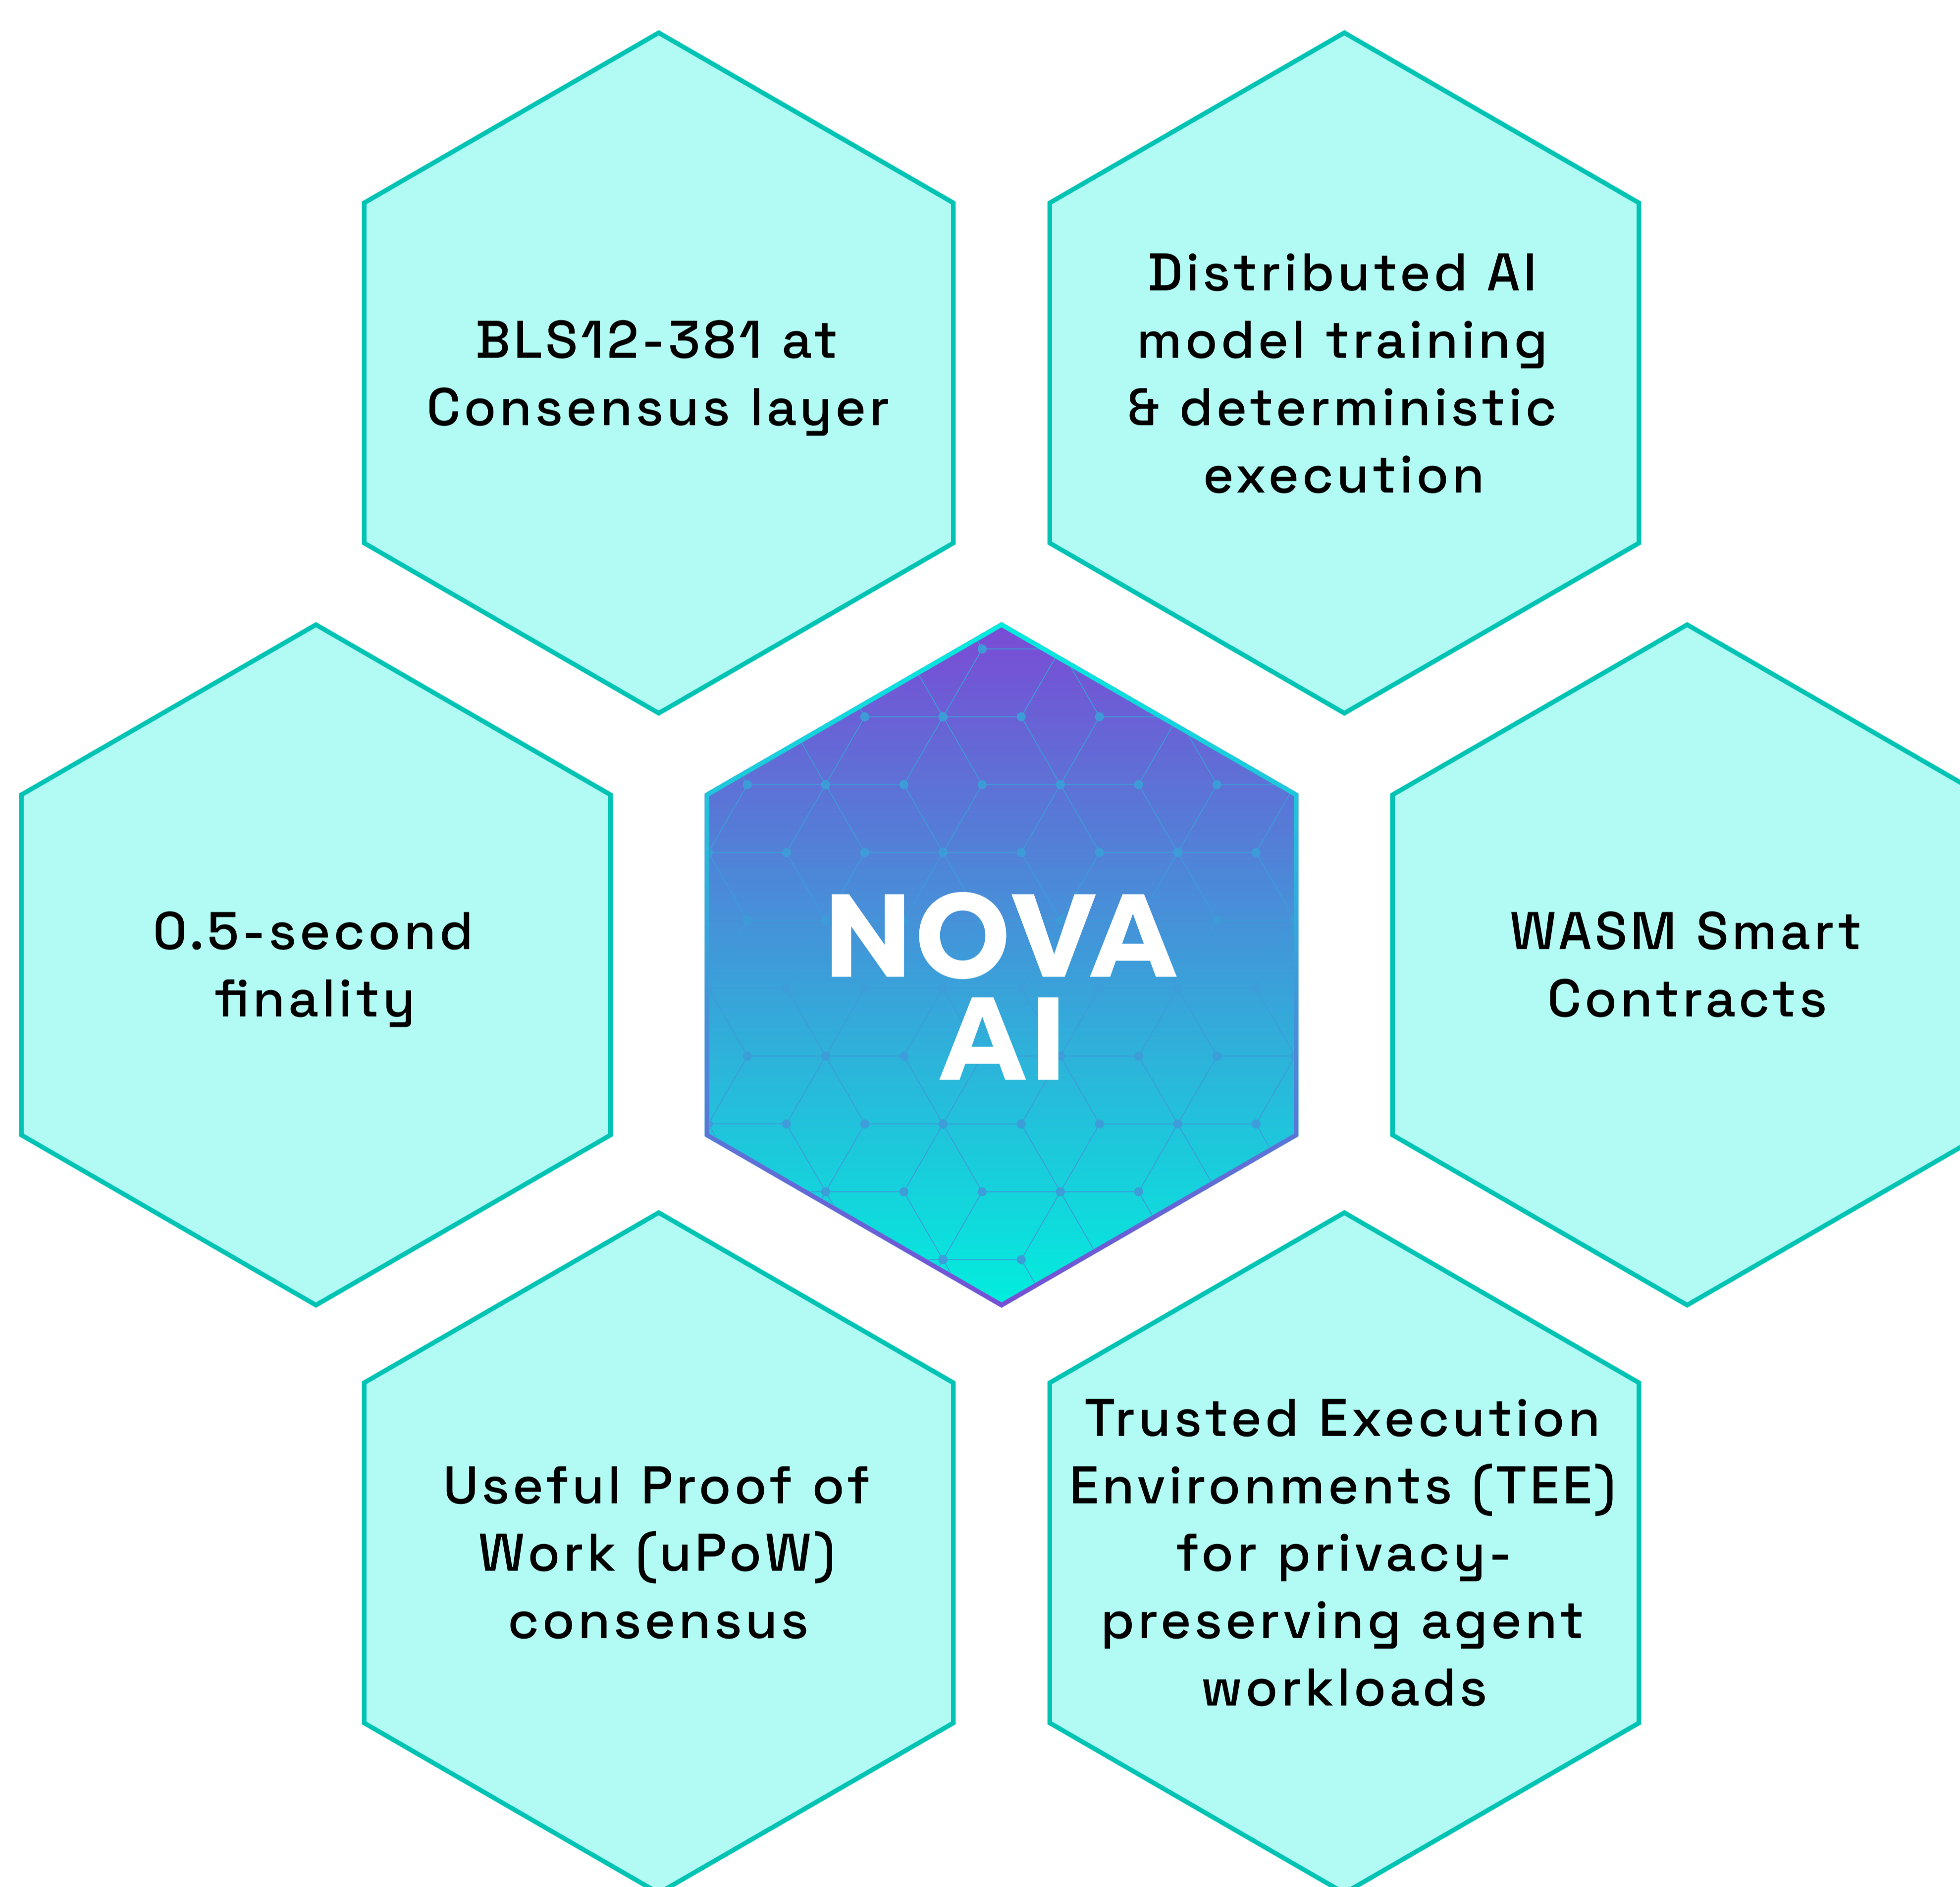 BLS12-381 at
Consensus layer
Distributed AI
model training
& deterministic
execution
0.5-second
finality
NOVA
AI
WASM Smart
Contracts
Useful Proof of
Work (uPoW)
consensus
Trusted Execution
Environments (TEE)
for privacy-
preserving agent
workloads